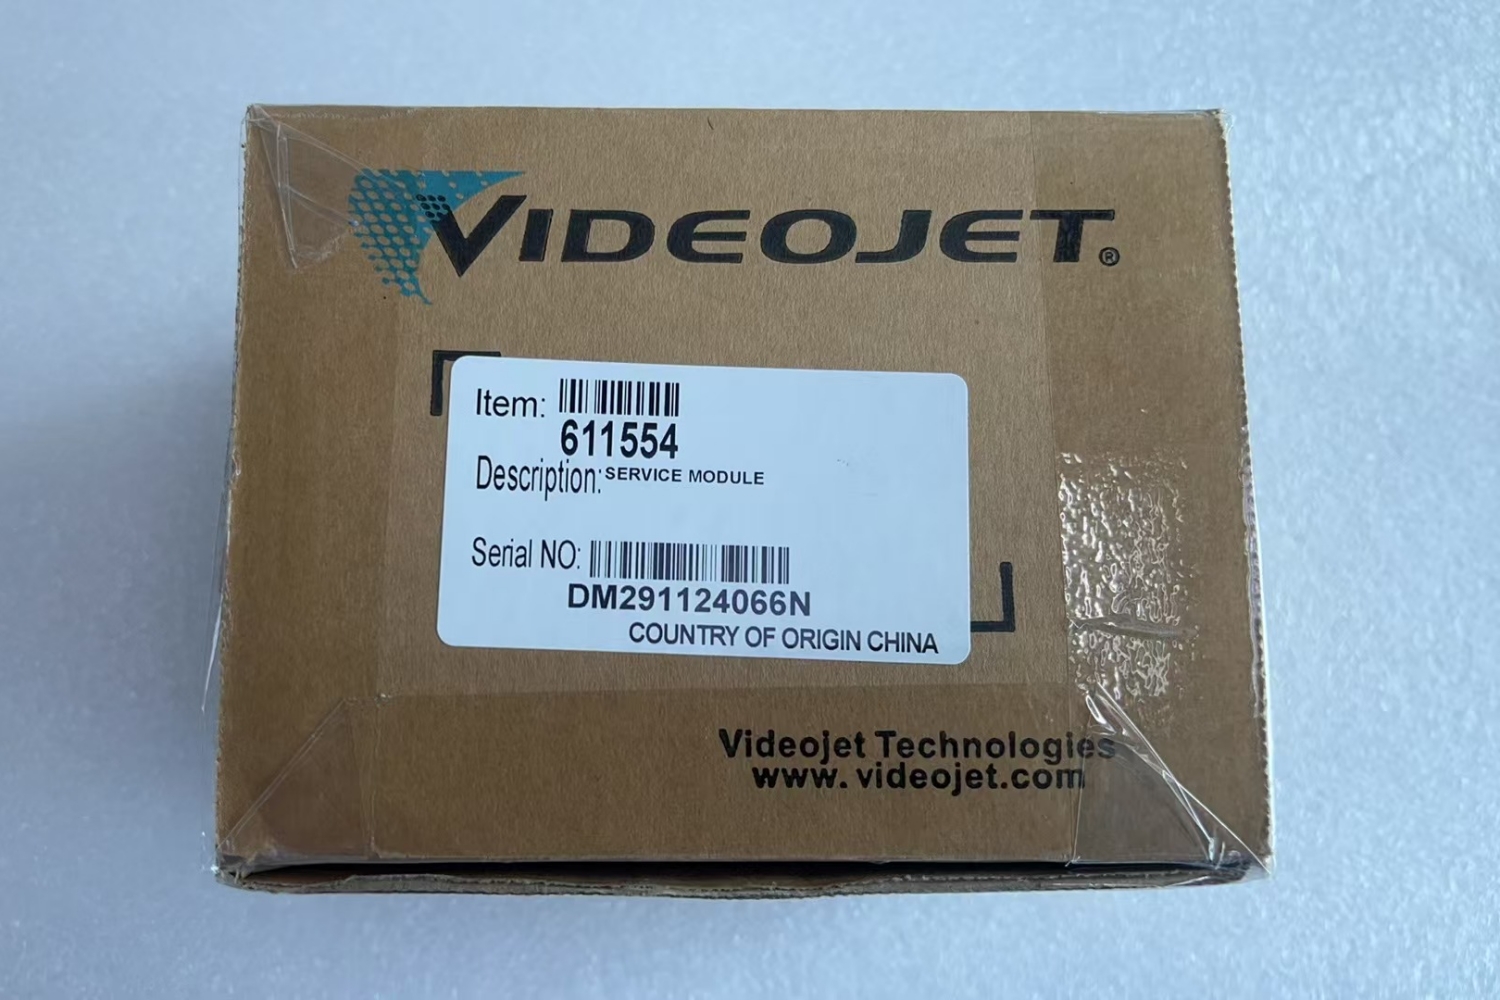 VIDEOJET®
Item:
611554
Description: SERVICE MODULE
Serial NO:
DM291124066N
COUNTRY OF ORIGIN CHINA
Videojet Technologies
www.videojet.com